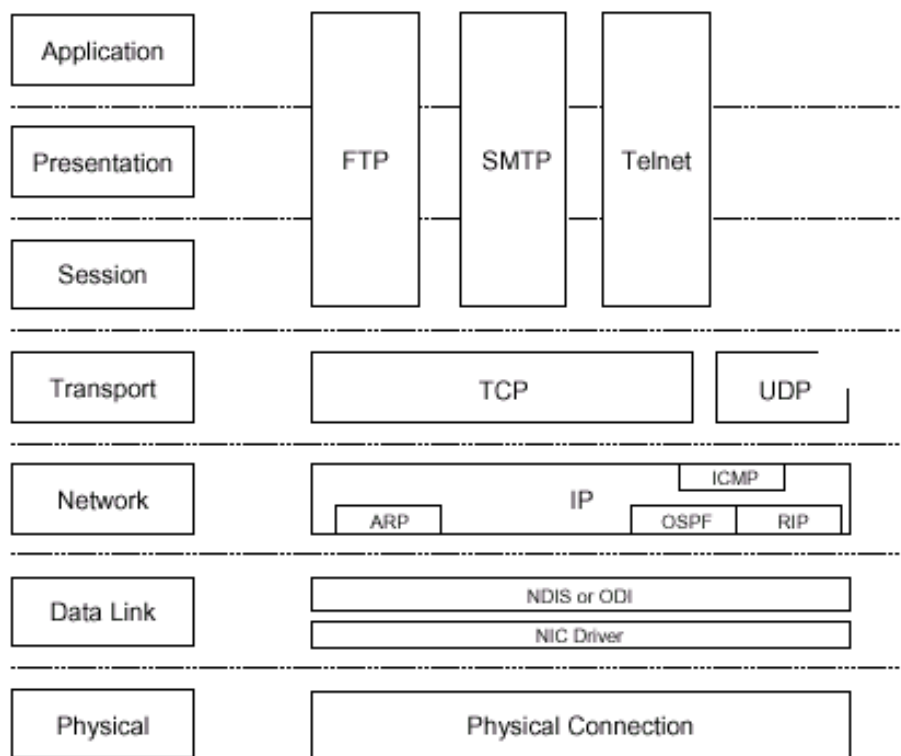 Application
Presentation
FTP
SMTP
Telnet
Session
Transport
TCP
UDP
Network
IP
ICMP
ARP
OSPF
RIP
Data Link
NDIS or ODI
NIC Driver
Physical
Physical Connection